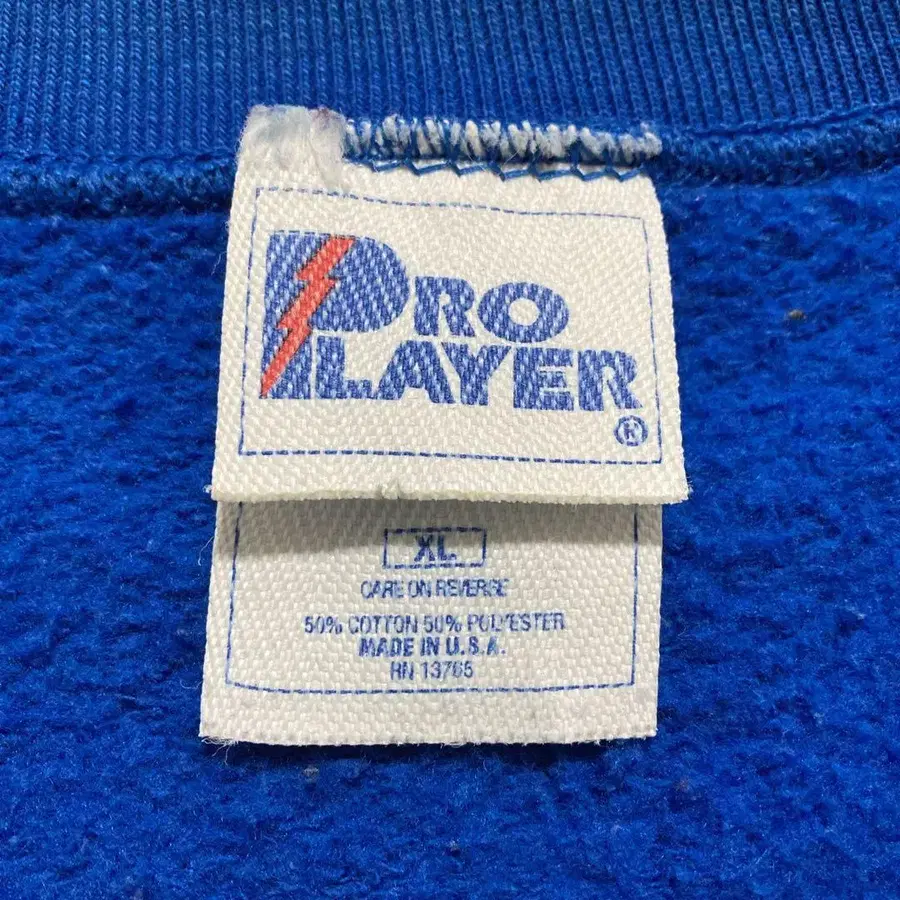 PRO
PLAYER
®
XL
CARE ON REVERSE
50% COTTON 50% POLYESTER
MADE IN U.S.A.
RN 13765